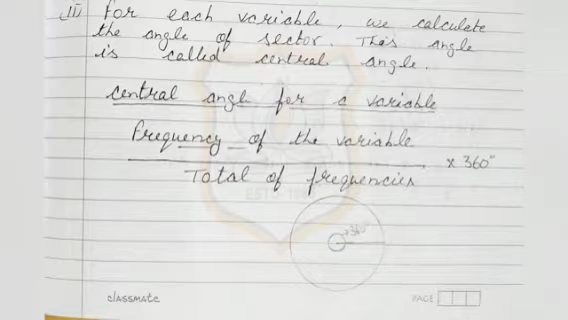 ii) For each variable, we calculate
the angle of sector. This angle
is called central angle.
central angle for a variable
Frequency of the variable
x 360°
Total of frequencies
360°
classmate
PAGE